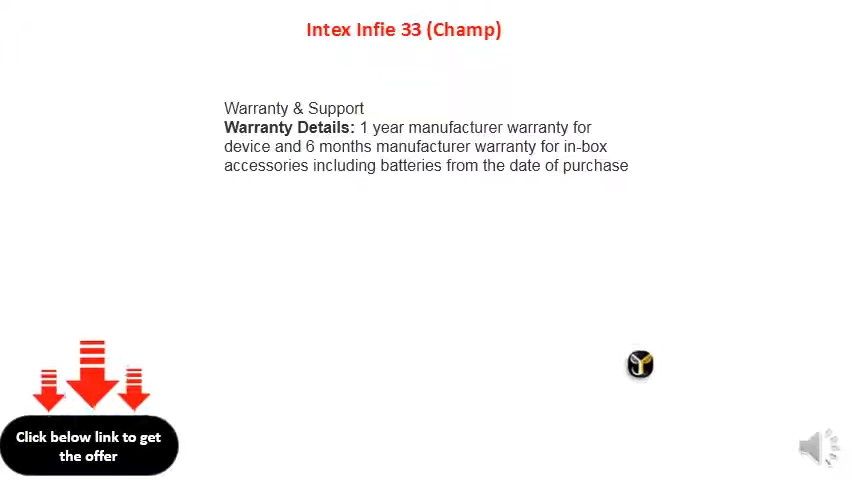 Intex Infie 33 (Champ)
Warranty & Support
Warranty Details: 1 year manufacturer warranty for
device and 6 months manufacturer warranty for in-box
accessories including batteries from the date of purchase
Click below link to get
the offer